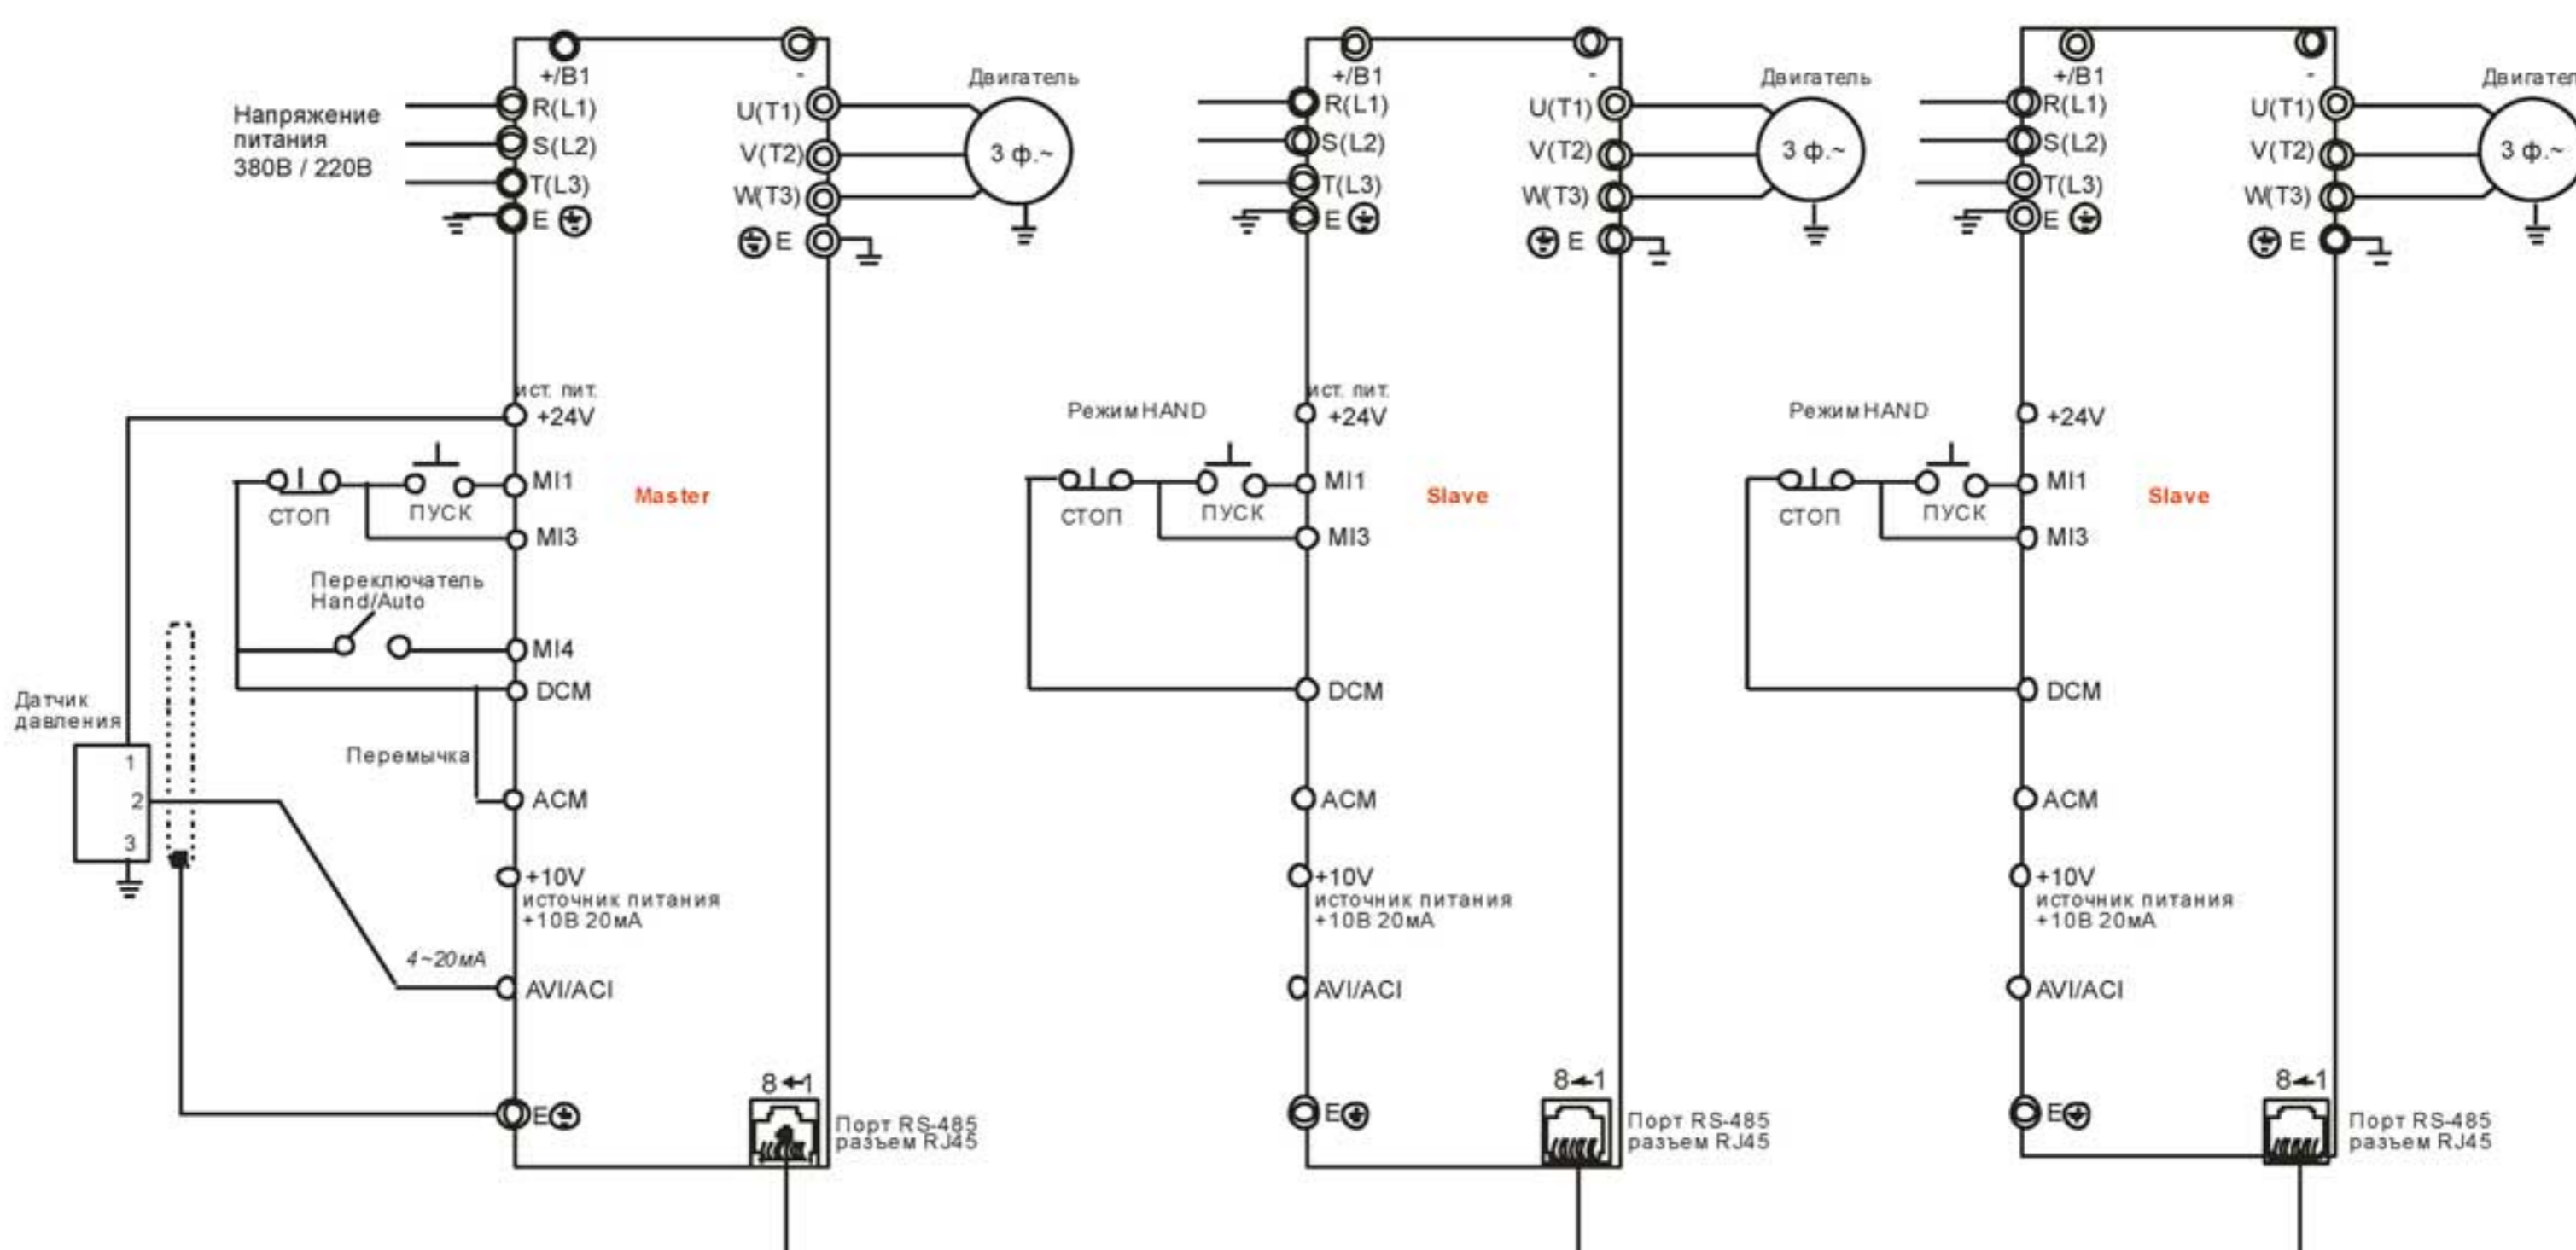 +/B1
-
Напряжение
питания
380В / 220В
R(L1)
S(L2)
T(L3)
E
U(T1)
V(T2)
W(T3)
E
Двигатель
3 ф.~
ист. пит.
+24V
MI1
СТОП
ПУСК
MI3
Master
Переключатель
Hand/Auto
MI4
DCM
Датчик
давления
1
2
3
Перемычка
ACM
+10V
источник питания
+10В 20мА
4~20мА
AVI/ACI
E
8 1
Порт RS-485
разъем RJ45
+/B1
-
R(L1)
S(L2)
T(L3)
E
U(T1)
V(T2)
W(T3)
E
Двигатель
3 ф.~
Режим HAND
ист. пит.
+24V
MI1
СТОП
ПУСК
MI3
Slave
DCM
ACM
+10V
источник питания
+10В 20мА
AVI/ACI
E
8 1
Порт RS-485
разъем RJ45
+/B1
-
R(L1)
S(L2)
T(L3)
E
U(T1)
V(T2)
W(T3)
E
Двигател
3 ф.~
Режим HAND
+24V
MI1
СТОП
ПУСК
MI3
Slave
DCM
ACM
+10V
источник питания
+10В 20мА
AVI/ACI
E
8 1
Порт RS-485
разъем RJ45